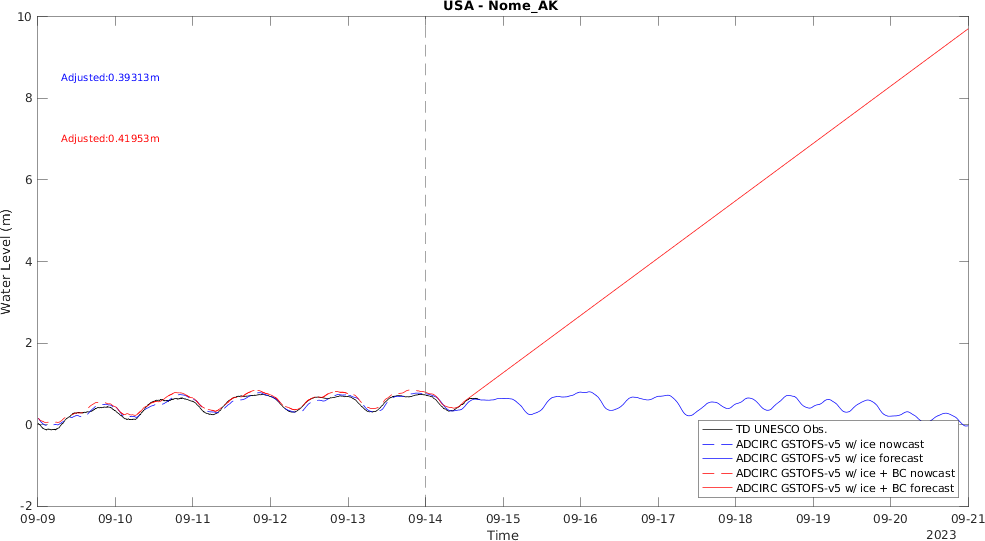 USA - Nome_AK
10
8
6
4
2
0
-2
Water Level (m)
Adjusted:0.39313m
Adjusted:0.41953m
TD UNESCO Obs.
ADCIRC GSTOFS-v5 w/ ice nowcast
ADCIRC GSTOFS-v5 w/ ice forecast
ADCIRC GSTOFS-v5 w/ ice + BC nowcast
ADCIRC GSTOFS-v5 w/ ice + BC forecast
09-09 09-10 09-11 09-12 09-13 09-14 09-15 09-16 09-17 09-18 09-19 09-20 09-21
Time
2023